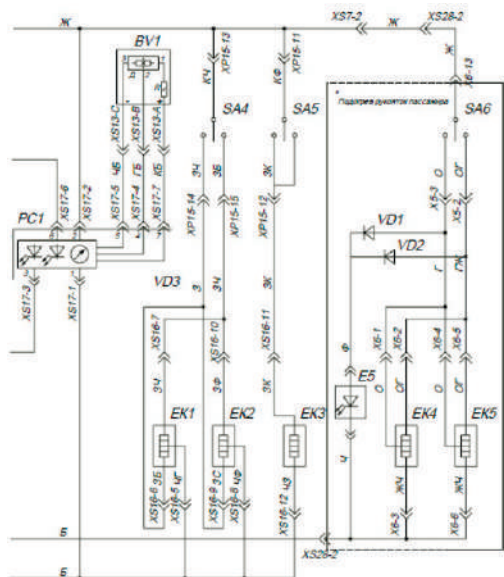 Ж
XS7-2
XS28-2
Ж
Ж
BV1
Д
КЧ
XP15-13
КФ
XP15-11
X6-13
* Подогрев рукояток пассажира
SA4
SA5
SA6
XS13-C
XS13-B
XS13-A
ЧБ
ГБ
КБ
XS17-6
XS17-2
XS17-5
XS17-4
XS17-7
PC1
XS17-3
XS17-1
ЗЧ
ЗБ
ЗК
О
ОГ
XP15-14
XP15-15
XP15-12
X5-3
X5-2
VD1
VD2
VD3
З
ЗЧ
ЗК
Г
ГЖ
XS16-7
XS16-10
XS16-11
Ф
X6-1
X6-2
X6-4
X6-5
ЗЧ
ЗФ
ЗК
E5
О
ОГ
О
ОГ
EK1
EK2
EK3
EK4
EK5
Ч
ЗБ
ЧГ
ЗС
ЧФ
ЧЗ
ЖЧ
ЖЧ
XS16-6
XS16-5
XS16-9
XS16-8
XS16-12
X6-3
X6-6
Б
XS26-2
Б